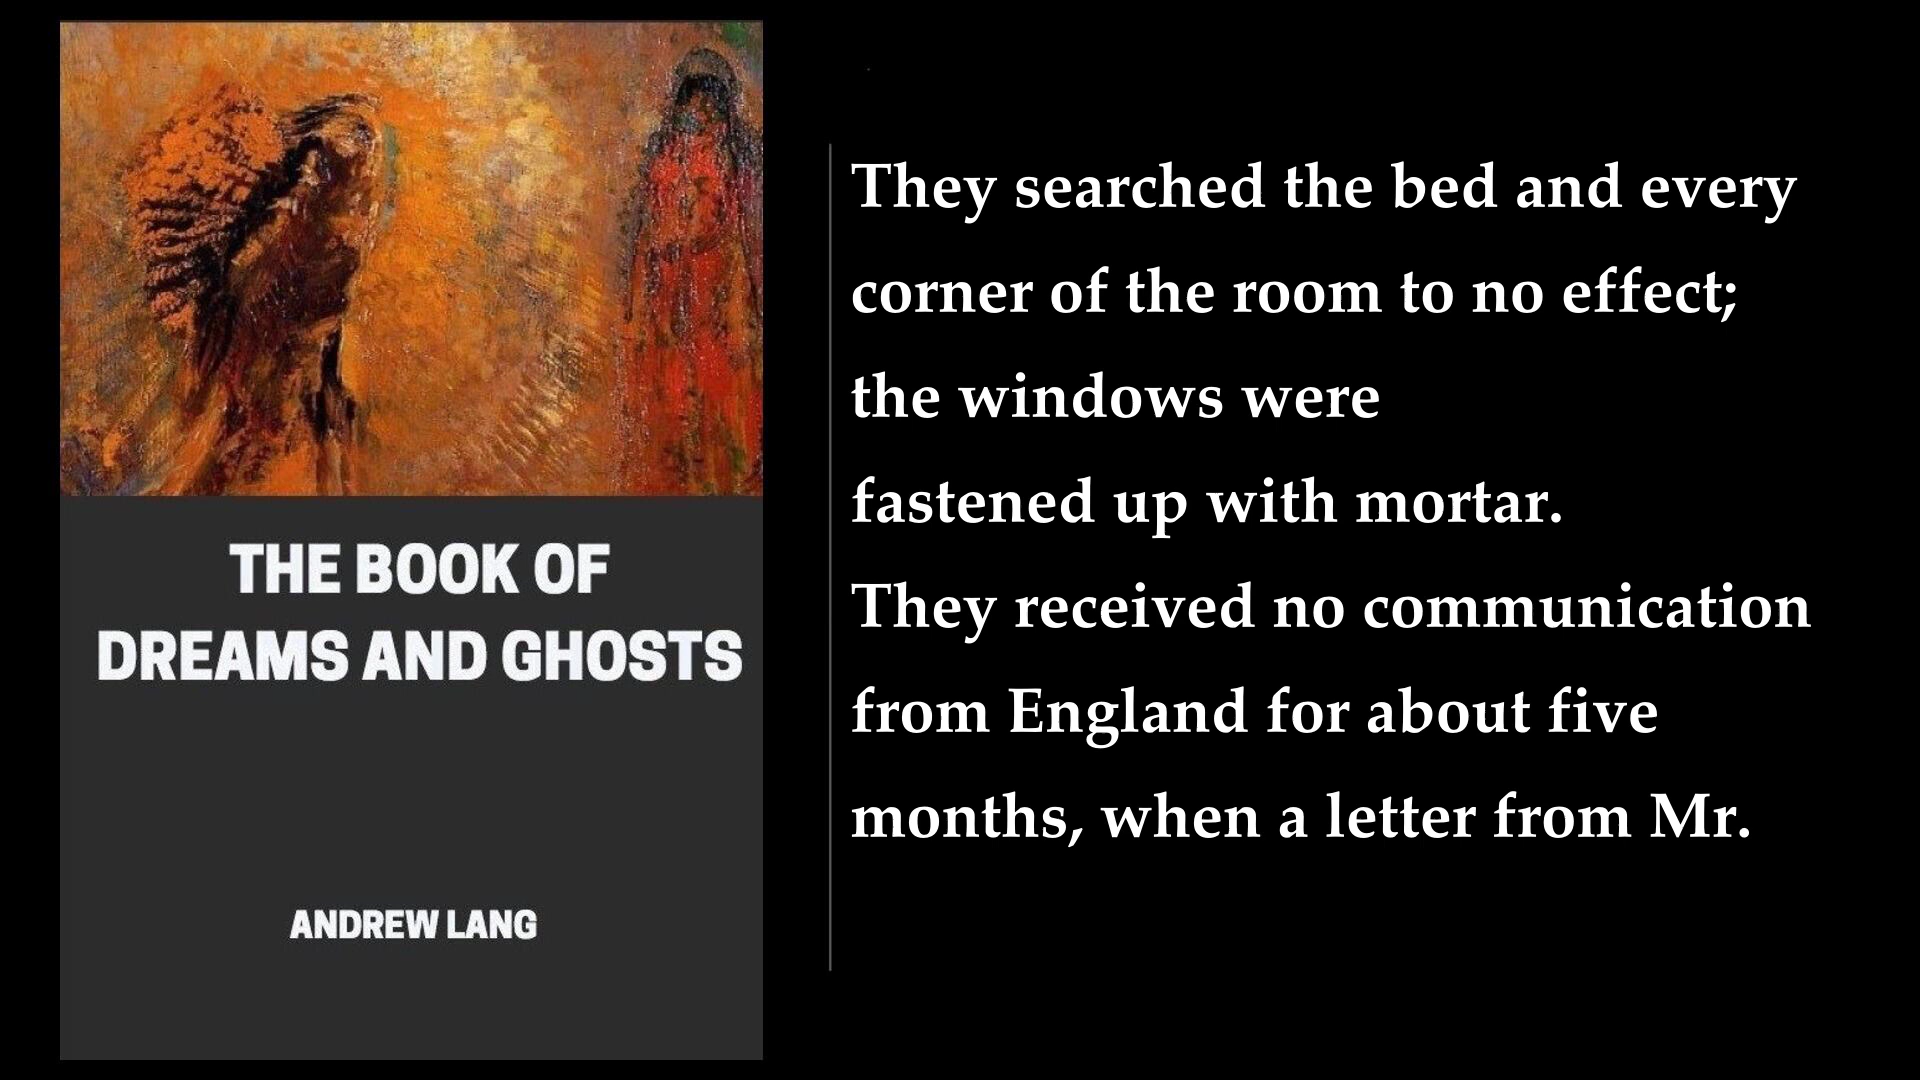 THE BOOK OF
DREAMS AND GHOSTS
ANDREW LANG
They searched the bed and every
corner of the room to no effect;
the windows were
fastened up with mortar.
They received no communication
from England for about five
months, when a letter from Mr.